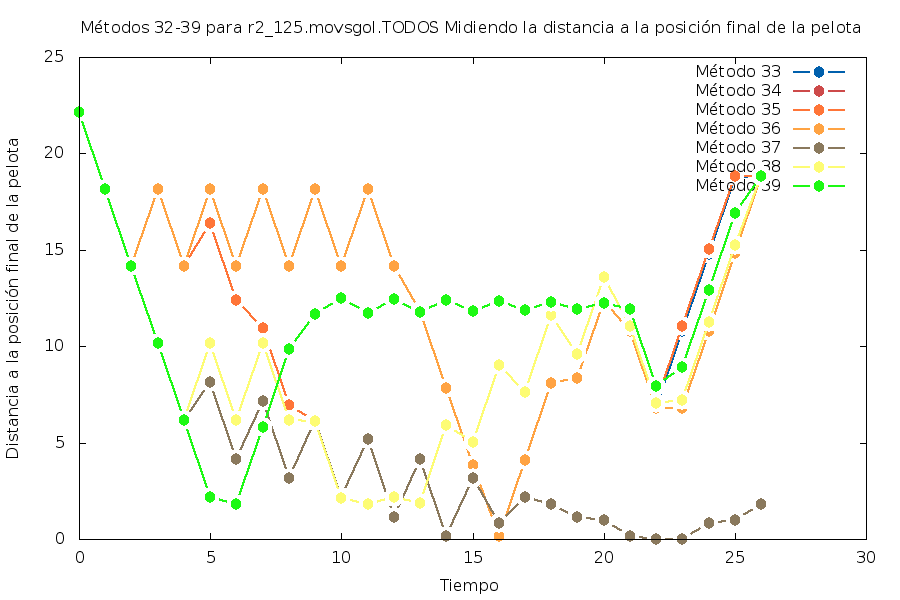 Métodos 32-39 para r2_125.movsgol.TODOS Midiendo la distancia a la posición final de la pelota
25
20
15
10
5
0
Distancia a la posición final de la pelota
Método 33
Método 34
Método 35
Método 36
Método 37
Método 38
Método 39
0 5 10 15 20 25 30
Tiempo